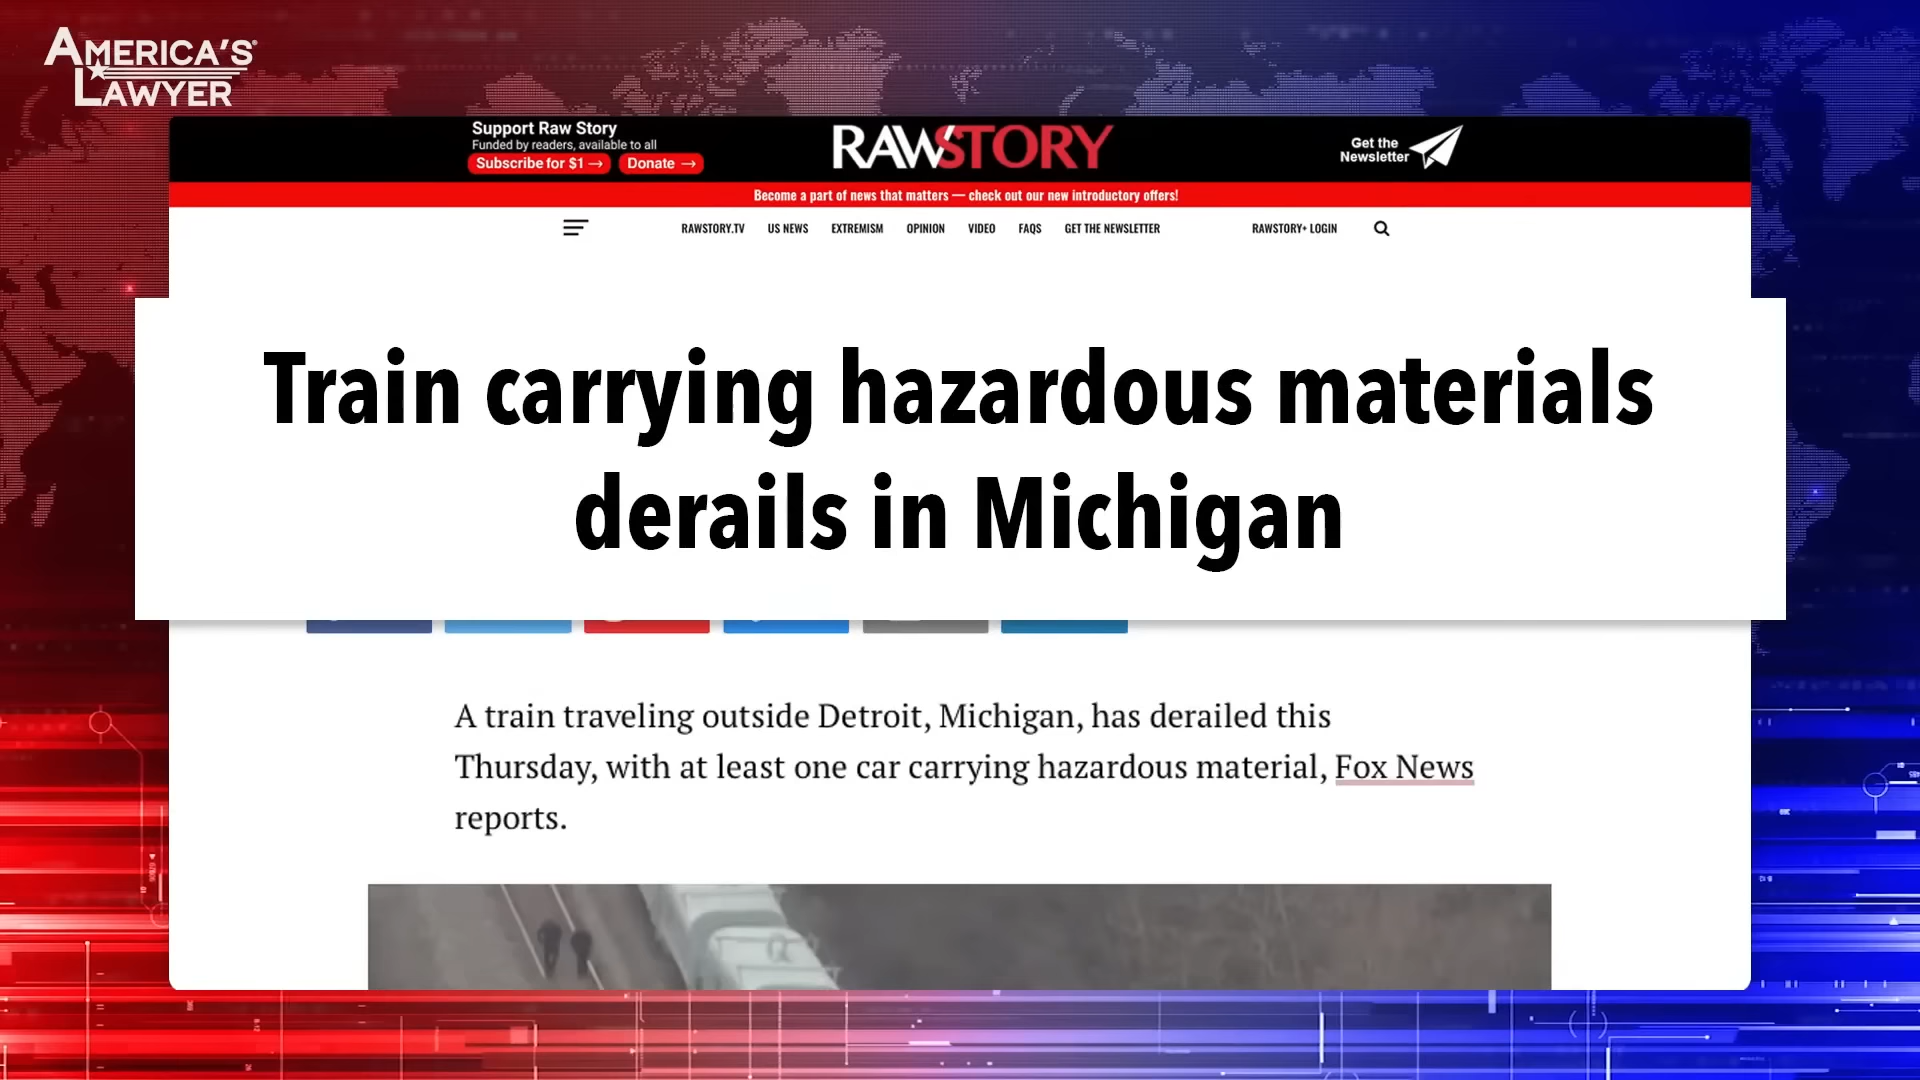 AMERICA'S
LAWYER
Support Raw Story
Funded by readers, available to all
Subscribe for $1 →
Donate →
RAWSTORY
Get the
Newsletter
Become a part of news that matters — check out our new introductory offers!
RAWSTORY.TV US NEWS EXTREMISM OPINION VIDEO FAQS GET THE NEWSLETTER RAWSTORY+ LOGIN
Train carrying hazardous materials
derails in Michigan
A train traveling outside Detroit, Michigan, has derailed this
Thursday, with at least one car carrying hazardous material, Fox News
reports.